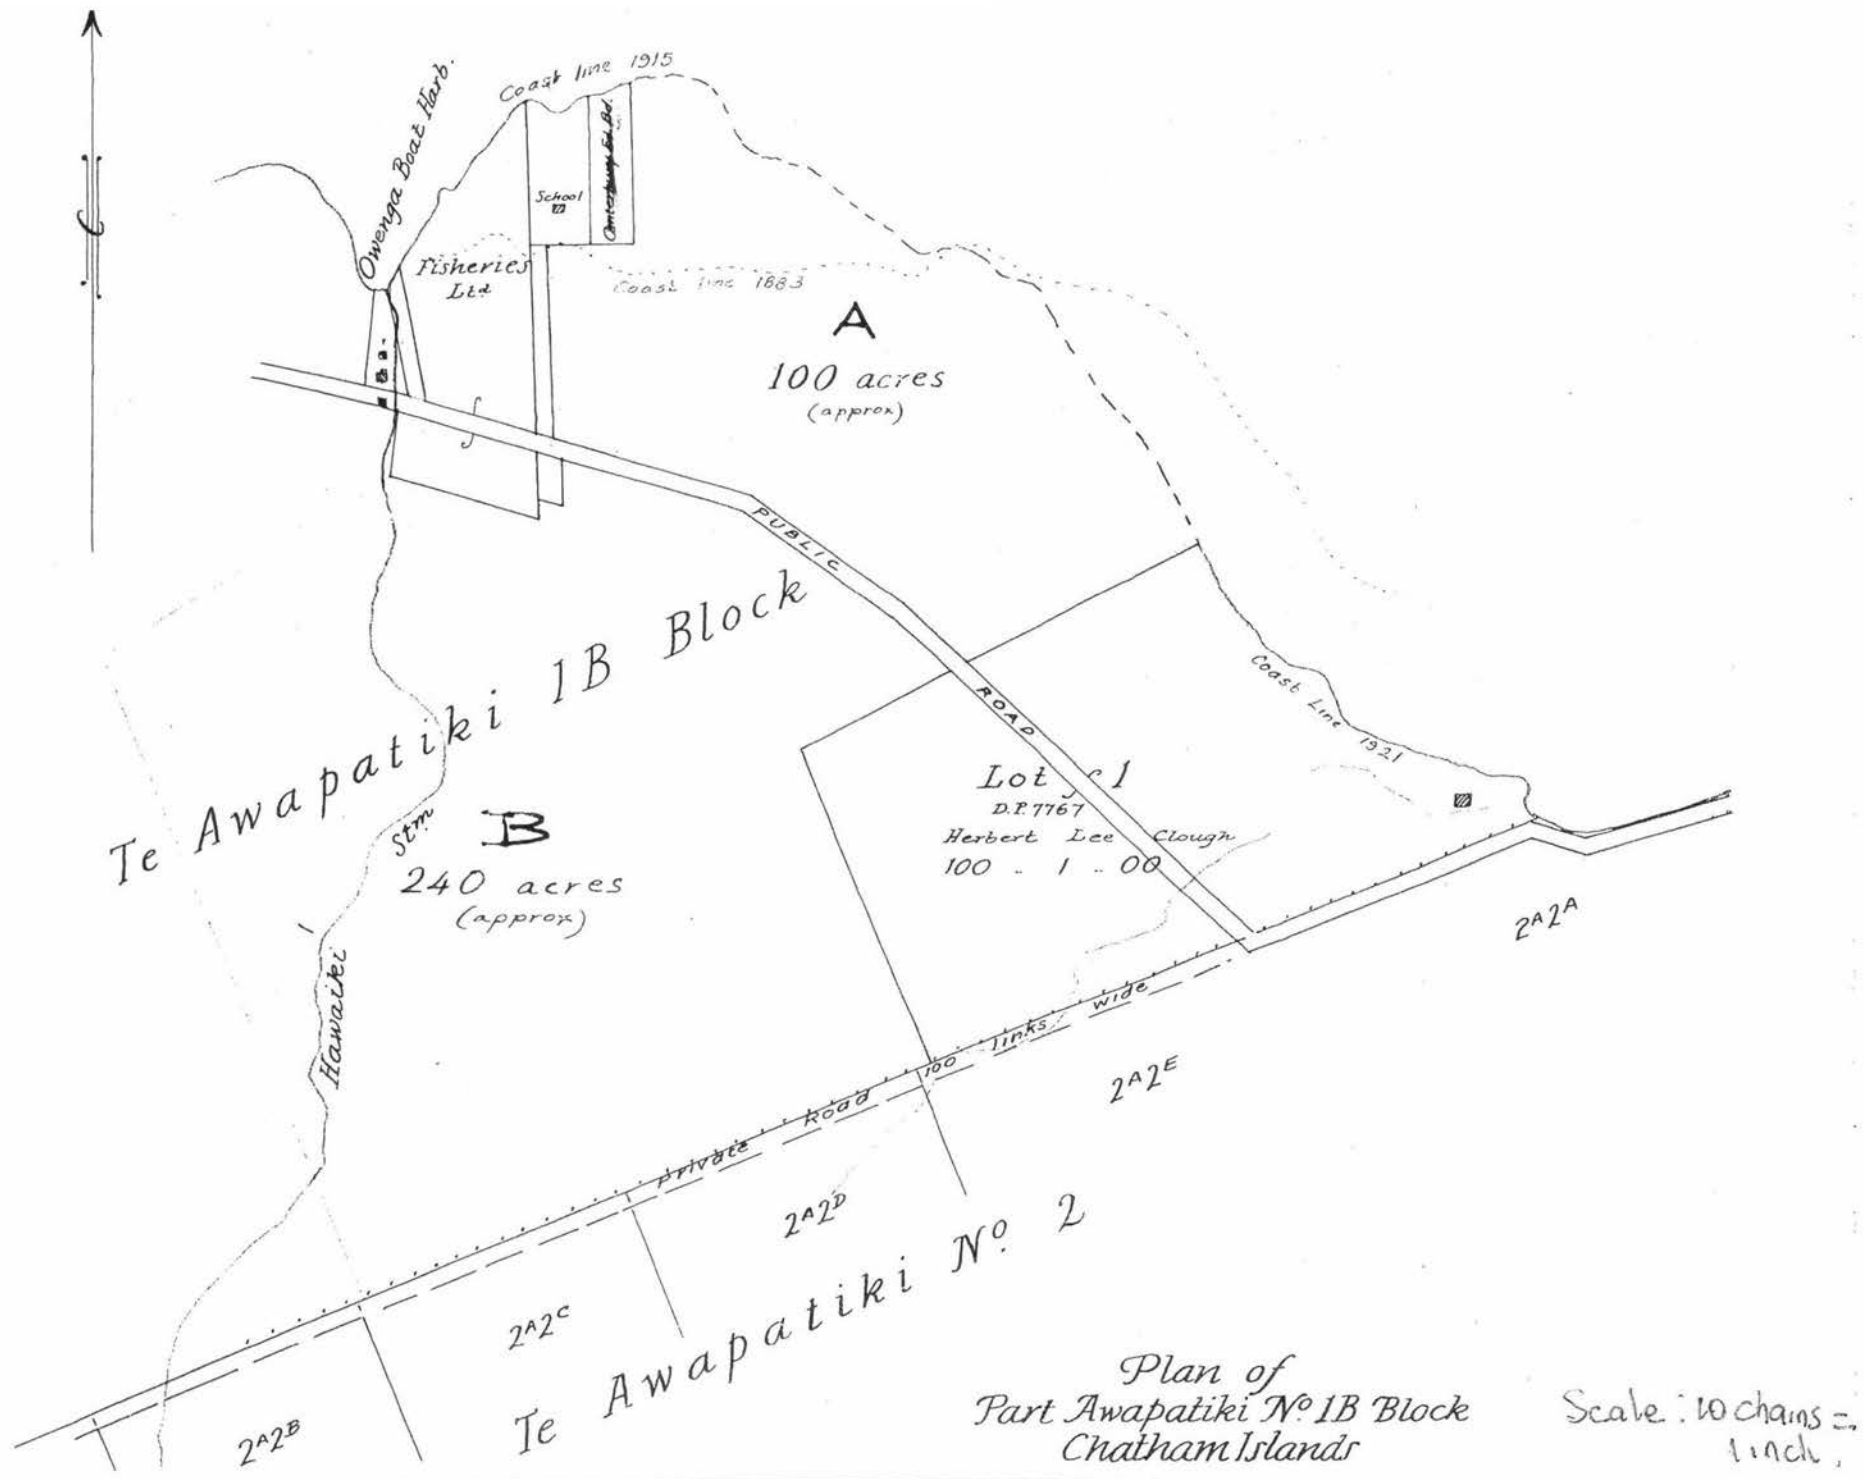 Coast line 1915
Owenga Boat Harb.
School
Canterbury Ed. Bd.
Fisheries
Ltd
Coast line 1883
A
100 acres
(approx)
PUBLIC
ROAD
Te Awapatiki 1B Block
Coast Line 1921
Lot 1
D.P. 7767
Herbert Lee Clough
100 .. 1 .. 00
B
240 acres
(approx)
Stm
Hawaiki
private Road 100 links wide
2A2A
2A2E
2A2D
2A2C
2A2B
Te Awapatiki No. 2
Plan of
Part Awapatiki No 1B Block
Chatham Islands
Scale: 10 chains =
1 inch.